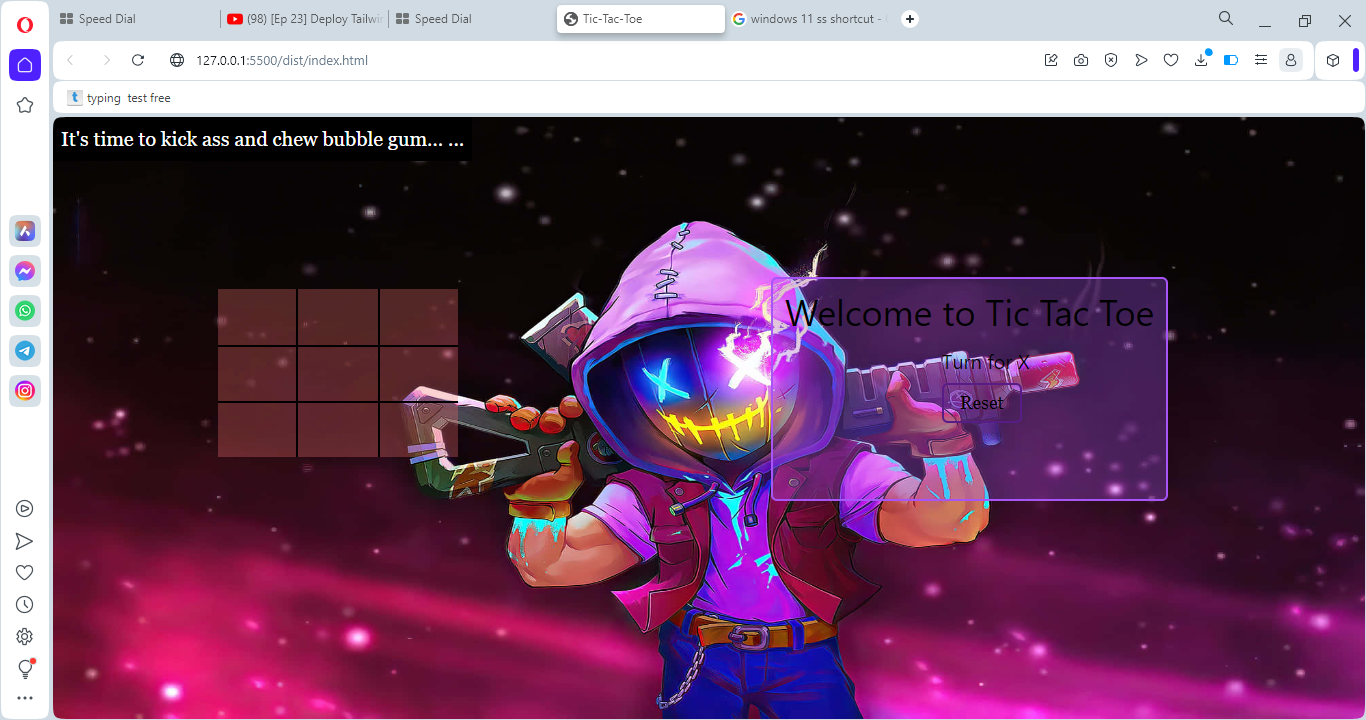 Speed Dial
(98) [Ep 23] Deploy Tailwi
Speed Dial
Tic-Tac-Toe
windows 11 ss shortcut -
127.0.0.1:5500/dist/index.html
t typing test free
It's time to kick ass and chew bubble gum... ...
Welcome to Tic Tac Toe
Turn for X
Reset